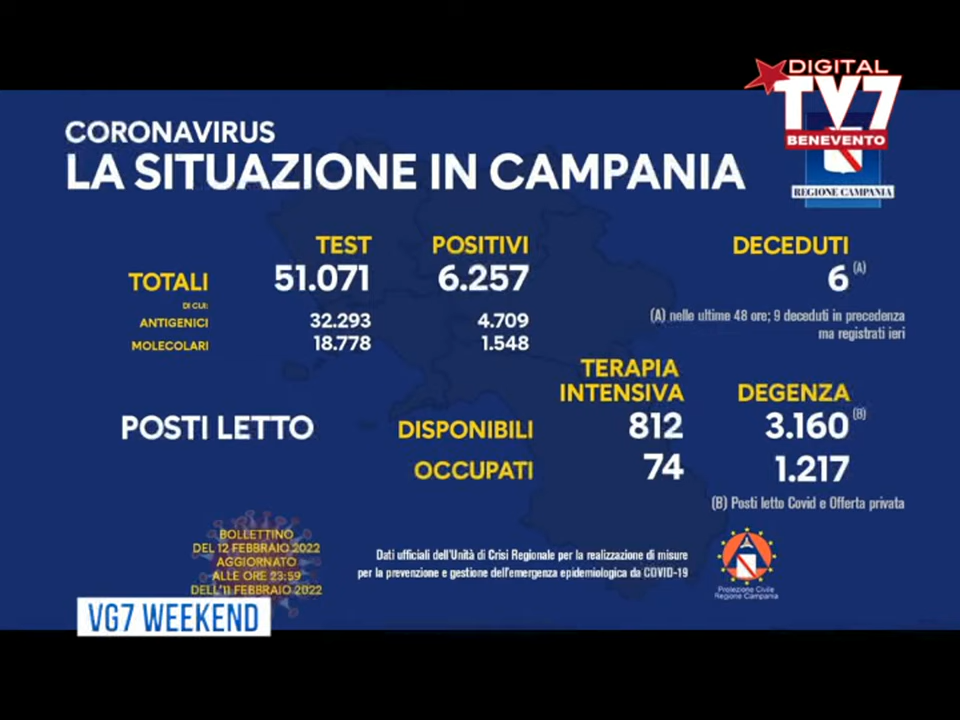 DIGITAL
TV7
BENEVENTO
REGIONE CAMPANIA
CORONAVIRUS
LA SITUAZIONE IN CAMPANIA
TEST POSITIVI DECEDUTI
TOTALI 51.071 6.257 6 (A)
DI CUI:
ANTIGENICI 32.293 4.709
MOLECOLARI 18.778 1.548
(A) nelle ultime 48 ore; 9 deceduti in precedenza
ma registrati ieri
TERAPIA
INTENSIVA DEGENZA
POSTI LETTO DISPONIBILI 812 3.160 (B)
OCCUPATI 74 1.217
(B) Posti letto Covid e Offerta privata
BOLLETTINO
DEL 12 FEBBRAIO 2022
AGGIORNATO
ALLE ORE 23:59
DELL'11 FEBBRAIO 2022
Dati ufficiali dell'Unità di Crisi Regionale per la realizzazione di misure
per la prevenzione e gestione dell'emergenza epidemiologica da COVID-19
Protezione Civile
Regione Campania
VG7 WEEKEND